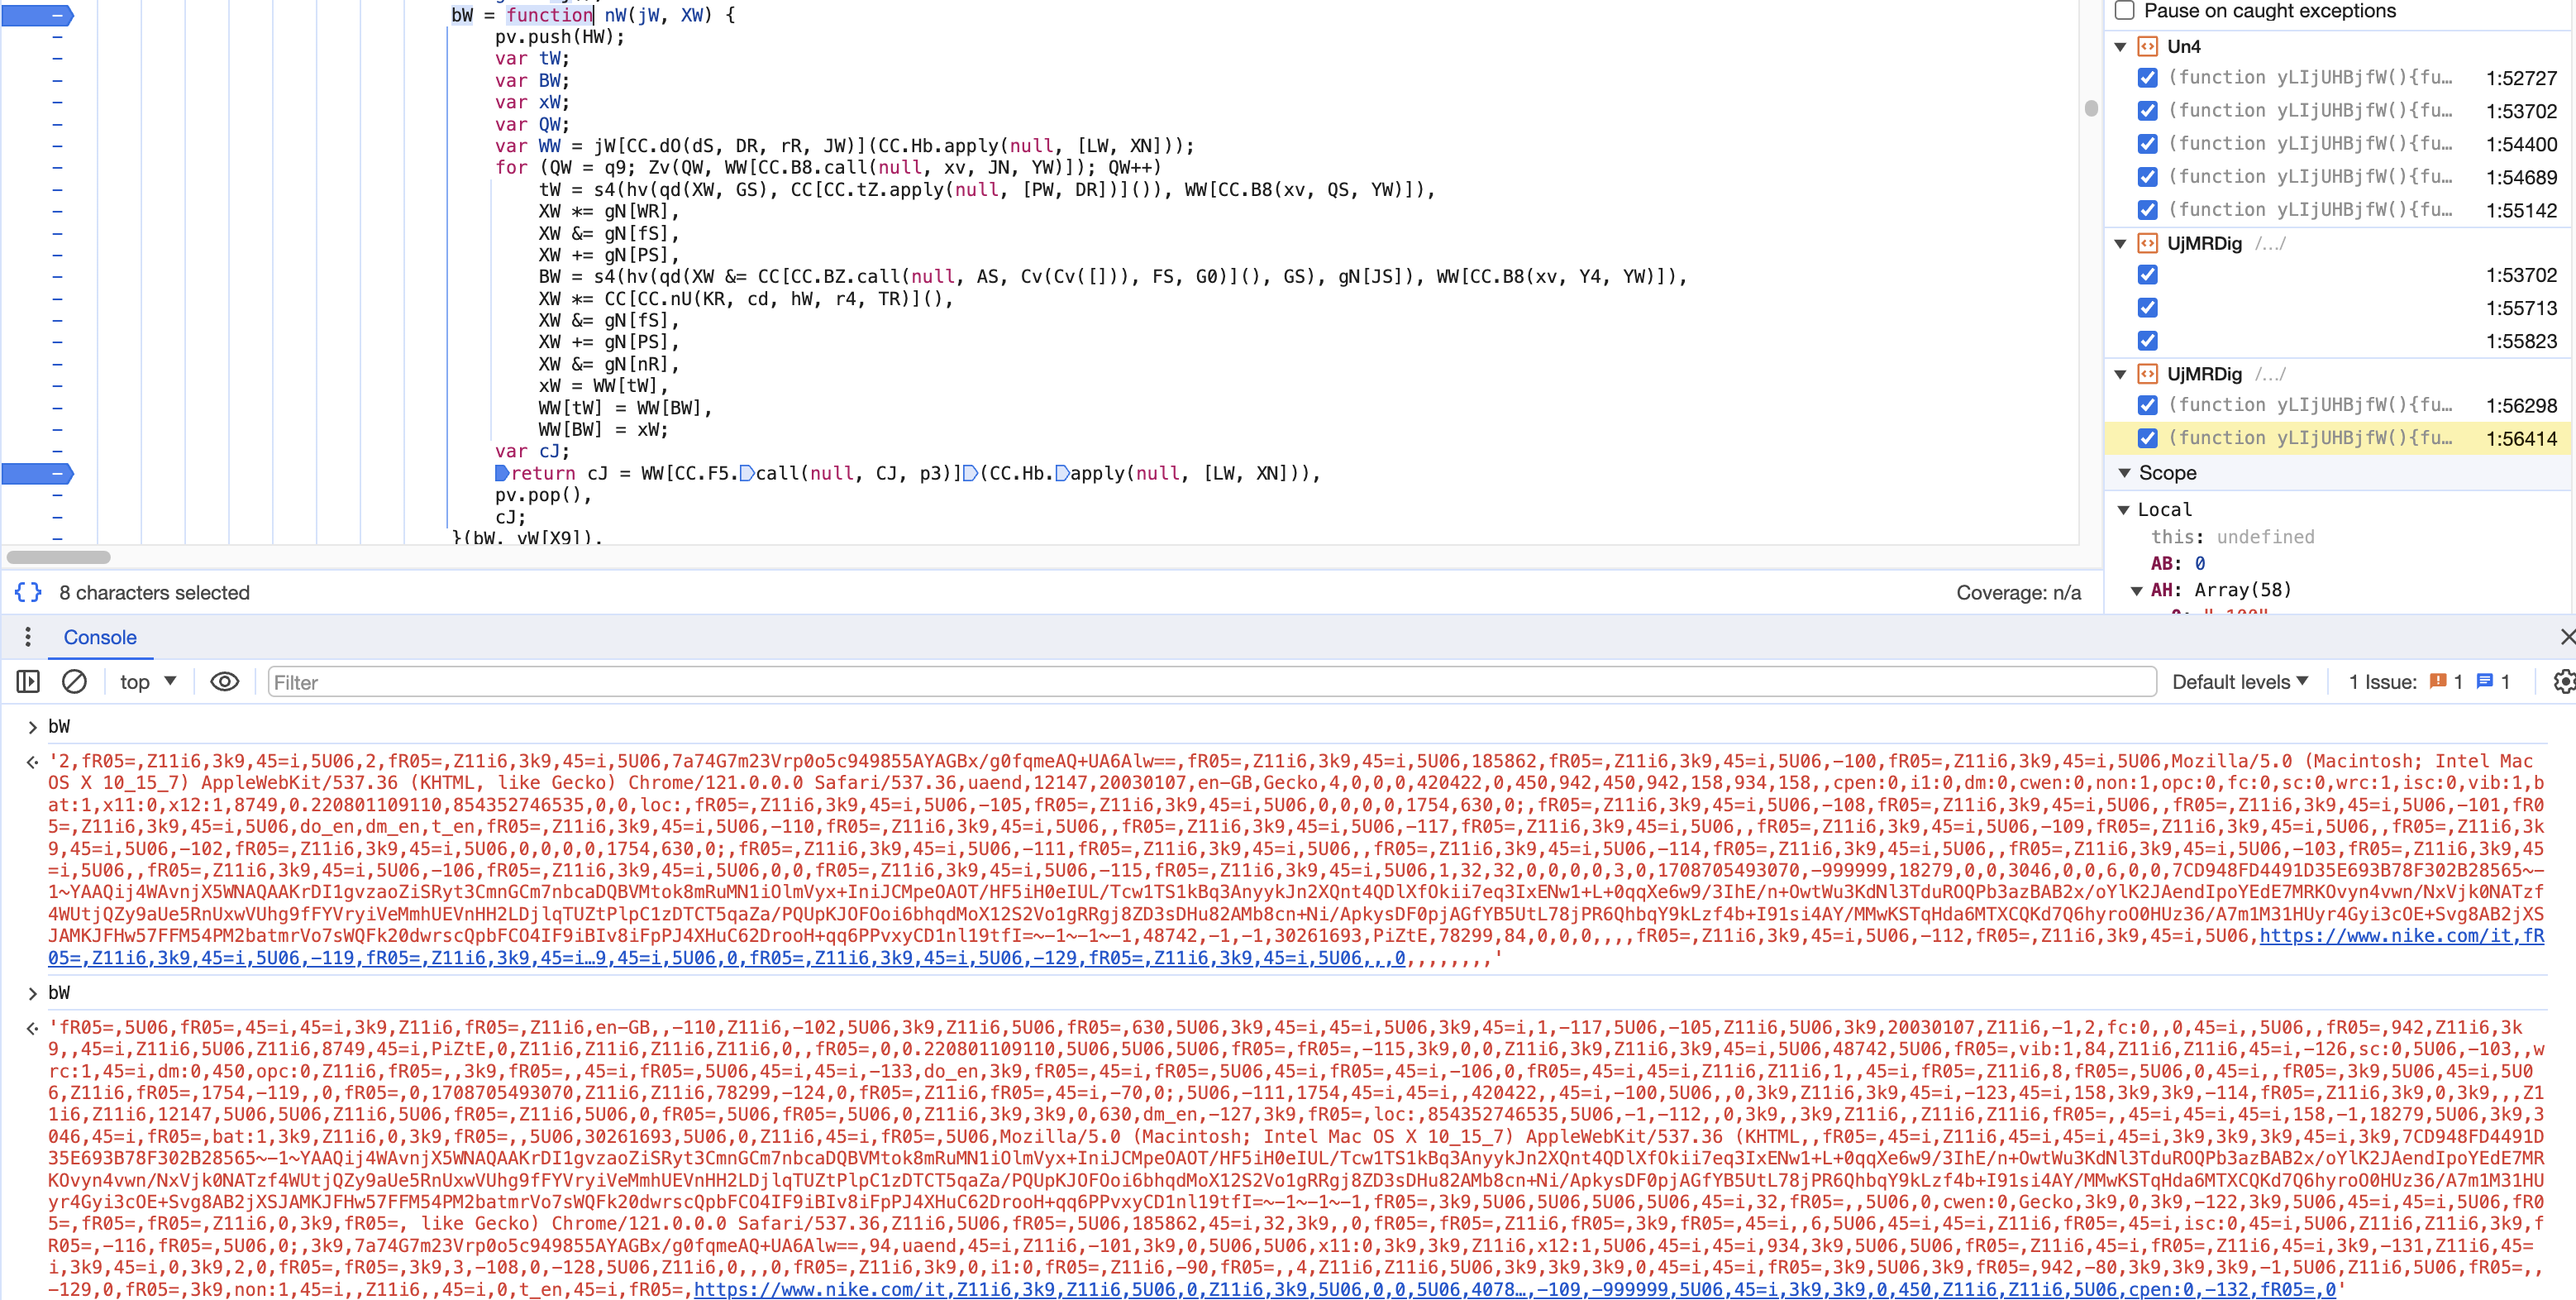 bW = function nW(jW, XW) {
pv.push(HW);
var tW;
var BW;
var xW;
var QW;
var WW = jW[CC.dO(dS, DR, rR, JW)](CC.Hb.apply(null, [LW, XN]));
for (QW = q9; Zv(QW, WW[CC.B8.call(null, xv, JN, YW)]); QW++)
tW = s4(hv(qd(XW, GS), CC[CC.tZ.apply(null, [PW, DR])]()), WW[CC.B8(xv, QS, YW)]),
XW *= gN[WR],
XW &= gN[fS],
XW += gN[PS],
BW = s4(hv(qd(XW &= CC[CC.BZ.call(null, AS, Cv(Cv([])), FS, G0)](), GS), gN[JS]), WW[CC.B8(xv, Y4, YW)]),
XW *= CC[CC.nU(KR, cd, hW, r4, TR)](),
XW &= gN[fS],
XW += gN[PS],
XW &= gN[nR],
xW = WW[tW],
WW[tW] = WW[BW],
WW[BW] = xW;
var cJ;
return cJ = WW[CC.F5.call(null, CJ, p3)](CC.Hb.apply(null, [LW, XN])),
pv.pop(),
cJ;
}(bW, vW[X9]),
Pause on caught exceptions
Un4
(function yLIjUHBjfW(){fu… 1:52727
(function yLIjUHBjfW(){fu… 1:53702
(function yLIjUHBjfW(){fu… 1:54400
(function yLIjUHBjfW(){fu… 1:54689
(function yLIjUHBjfW(){fu… 1:55142
UjMRDig /…/
1:53702
1:55713
1:55823
UjMRDig /…/
(function yLIjUHBjfW(){fu… 1:56298
(function yLIjUHBjfW(){fu… 1:56414
Scope
Local
this: undefined
AB: 0
AH: Array(58)
{} 8 characters selected
Coverage: n/a
Console
top
Filter
Default levels
1 Issue: 1 1
> bW
'2,fR05=,Z11i6,3k9,45=i,5U06,2,fR05=,Z11i6,3k9,45=i,5U06,7a74G7m23Vrp0o5c949855AYAGBx/g0fqmeAQ+UA6Alw==,fR05=,Z11i6,3k9,45=i,5U06,185862,fR05=,Z11i6,3k9,45=i,5U06,-100,fR05=,Z11i6,3k9,45=i,5U06,Mozilla/5.0 (Macintosh; Intel Mac
OS X 10_15_7) AppleWebKit/537.36 (KHTML, like Gecko) Chrome/121.0.0.0 Safari/537.36,uaend,12147,20030107,en-GB,Gecko,4,0,0,0,420422,0,450,942,450,942,158,934,158,,cpen:0,i1:0,dm:0,cwen:0,non:1,opc:0,fc:0,sc:0,wrc:1,isc:0,vib:1,b
at:1,x11:0,x12:1,8749,0.220801109110,854352746535,0,0,loc:,fR05=,Z11i6,3k9,45=i,5U06,-105,fR05=,Z11i6,3k9,45=i,5U06,0,0,0,0,1754,630,0;,fR05=,Z11i6,3k9,45=i,5U06,-108,fR05=,Z11i6,3k9,45=i,5U06,,fR05=,Z11i6,3k9,45=i,5U06,-101,fR0
5=,Z11i6,3k9,45=i,5U06,do_en,dm_en,t_en,fR05=,Z11i6,3k9,45=i,5U06,-110,fR05=,Z11i6,3k9,45=i,5U06,,fR05=,Z11i6,3k9,45=i,5U06,-117,fR05=,Z11i6,3k9,45=i,5U06,,fR05=,Z11i6,3k9,45=i,5U06,-109,fR05=,Z11i6,3k9,45=i,5U06,,fR05=,Z11i6,3k
9,45=i,5U06,-102,fR05=,Z11i6,3k9,45=i,5U06,0,0,0,0,1754,630,0;,fR05=,Z11i6,3k9,45=i,5U06,-111,fR05=,Z11i6,3k9,45=i,5U06,,fR05=,Z11i6,3k9,45=i,5U06,-114,fR05=,Z11i6,3k9,45=i,5U06,,fR05=,Z11i6,3k9,45=i,5U06,-103,fR05=,Z11i6,3k9,45
=i,5U06,,fR05=,Z11i6,3k9,45=i,5U06,-106,fR05=,Z11i6,3k9,45=i,5U06,0,0,fR05=,Z11i6,3k9,45=i,5U06,-115,fR05=,Z11i6,3k9,45=i,5U06,1,32,32,0,0,0,0,3,0,1708705493070,-999999,18279,0,0,3046,0,0,6,0,0,7CD948FD4491D35E693B78F302B28565~-
1~YAAQij4WAvnjX5WNAQAAKrDI1gvzaoZiSRyt3CmnGCm7nbcaDQBVMtok8mRuMN1iOlmVyx+IniJCMpeOAOT/HF5iH0eIUL/Tcw1TS1kBq3AnyykJn2XQnt4QDlXfOkii7eq3IxENw1+L+0qqXe6w9/3IhE/n+OwtWu3KdNl3TduROQPb3azBAB2x/oYlK2JAendIpoYEdE7MRKOvyn4vwn/NxVjk0NATzf
4WUtjQZy9aUe5RnUxwVUhg9fFYVryiVeMmhUEVnHH2LDjlqTUZtPlpC1zDTCT5qaZa/PQUpKJOFOoi6bhqdMoX12S2Vo1gRRgj8ZD3sDHu82AMb8cn+Ni/ApkysDF0pjAGfYB5UtL78jPR6QhbqY9kLzf4b+I91si4AY/MMwKSTqHda6MTXCQKd7Q6hyroO0HUz36/A7m1M31HUyr4Gyi3cOE+Svg8AB2jXS
JAMKJFHw57FFM54PM2batmrVo7sWQFk20dwrscQpbFCO4IF9iBIv8iFpPJ4XHuC62DrooH+qq6PPvxyCD1nl19tfI=~-1~-1~-1,48742,-1,-1,30261693,PiZtE,78299,84,0,0,0,,,,fR05=,Z11i6,3k9,45=i,5U06,-112,fR05=,Z11i6,3k9,45=i,5U06,https://www.nike.com/it,fR
05=,Z11i6,3k9,45=i,5U06,-119,fR05=,Z11i6,3k9,45=i…9,45=i,5U06,0,fR05=,Z11i6,3k9,45=i,5U06,-129,fR05=,Z11i6,3k9,45=i,5U06,,,0,,,,,,,,'
> bW
'fR05=,5U06,fR05=,45=i,45=i,3k9,Z11i6,fR05=,Z11i6,en-GB,,-110,Z11i6,-102,5U06,3k9,Z11i6,5U06,fR05=,630,5U06,3k9,45=i,45=i,5U06,3k9,45=i,1,-117,5U06,-105,Z11i6,5U06,3k9,20030107,Z11i6,-1,2,fc:0,,0,45=i,,5U06,,fR05=,942,Z11i6,3k
9,,45=i,Z11i6,5U06,Z11i6,8749,45=i,PiZtE,0,Z11i6,Z11i6,Z11i6,Z11i6,0,,fR05=,0,0.220801109110,5U06,5U06,5U06,fR05=,fR05=,-115,3k9,0,0,Z11i6,3k9,Z11i6,3k9,45=i,5U06,48742,5U06,fR05=,vib:1,84,Z11i6,Z11i6,45=i,-126,sc:0,5U06,-103,,w
rc:1,45=i,dm:0,450,opc:0,Z11i6,fR05=,,3k9,fR05=,,45=i,fR05=,5U06,45=i,45=i,-133,do_en,3k9,fR05=,45=i,fR05=,5U06,45=i,fR05=,45=i,-106,0,fR05=,45=i,45=i,Z11i6,Z11i6,1,,45=i,fR05=,Z11i6,8,fR05=,5U06,0,45=i,,fR05=,3k9,5U06,45=i,5U0
6,Z11i6,fR05=,1754,-119,,0,fR05=,0,1708705493070,Z11i6,Z11i6,78299,-124,0,fR05=,Z11i6,fR05=,45=i,-70,0;,5U06,-111,1754,45=i,45=i,,420422,,45=i,-100,5U06,,0,3k9,Z11i6,3k9,45=i,-123,45=i,158,3k9,3k9,-114,fR05=,Z11i6,3k9,0,3k9,,,Z1
1i6,Z11i6,12147,5U06,5U06,Z11i6,5U06,fR05=,Z11i6,5U06,0,fR05=,5U06,fR05=,5U06,0,Z11i6,3k9,3k9,0,630,dm_en,-127,3k9,fR05=,loc:,854352746535,5U06,-1,-112,,0,3k9,,3k9,Z11i6,,Z11i6,Z11i6,fR05=,,45=i,45=i,45=i,158,-1,18279,5U06,3k9,3
046,45=i,fR05=,bat:1,3k9,Z11i6,0,3k9,fR05=,,5U06,30261693,5U06,0,Z11i6,45=i,fR05=,5U06,Mozilla/5.0 (Macintosh; Intel Mac OS X 10_15_7) AppleWebKit/537.36 (KHTML,,fR05=,45=i,Z11i6,45=i,45=i,45=i,3k9,3k9,3k9,45=i,3k9,7CD948FD4491D
35E693B78F302B28565~-1~YAAQij4WAvnjX5WNAQAAKrDI1gvzaoZiSRyt3CmnGCm7nbcaDQBVMtok8mRuMN1iOlmVyx+IniJCMpeOAOT/HF5iH0eIUL/Tcw1TS1kBq3AnyykJn2XQnt4QDlXfOkii7eq3IxENw1+L+0qqXe6w9/3IhE/n+OwtWu3KdNl3TduROQPb3azBAB2x/oYlK2JAendIpoYEdE7MR
KOvyn4vwn/NxVjk0NATzf4WUtjQZy9aUe5RnUxwVUhg9fFYVryiVeMmhUEVnHH2LDjlqTUZtPlpC1zDTCT5qaZa/PQUpKJOFOoi6bhqdMoX12S2Vo1gRRgj8ZD3sDHu82AMb8cn+Ni/ApkysDF0pjAGfYB5UtL78jPR6QhbqY9kLzf4b+I91si4AY/MMwKSTqHda6MTXCQKd7Q6hyroO0HUz36/A7m1M31HU
yr4Gyi3cOE+Svg8AB2jXSJAMKJFHw57FFM54PM2batmrVo7sWQFk20dwrscQpbFCO4IF9iBIv8iFpPJ4XHuC62DrooH+qq6PPvxyCD1nl19tfI=~-1~-1~-1,fR05=,3k9,5U06,5U06,5U06,5U06,45=i,32,fR05=,,5U06,0,cwen:0,Gecko,3k9,0,3k9,-122,3k9,5U06,45=i,45=i,5U06,fR0
5=,fR05=,fR05=,Z11i6,0,3k9,fR05=, like Gecko) Chrome/121.0.0.0 Safari/537.36,Z11i6,5U06,fR05=,5U06,185862,45=i,32,3k9,,0,fR05=,fR05=,Z11i6,fR05=,3k9,fR05=,45=i,,6,5U06,45=i,45=i,Z11i6,fR05=,45=i,isc:0,45=i,5U06,Z11i6,Z11i6,3k9,f
R05=,-116,fR05=,5U06,0;,3k9,7a74G7m23Vrp0o5c949855AYAGBx/g0fqmeAQ+UA6Alw==,94,uaend,45=i,Z11i6,-101,3k9,0,5U06,5U06,x11:0,3k9,3k9,Z11i6,x12:1,5U06,45=i,45=i,934,3k9,5U06,5U06,fR05=,Z11i6,45=i,fR05=,Z11i6,45=i,3k9,-131,Z11i6,45=
i,3k9,45=i,0,3k9,2,0,fR05=,fR05=,3k9,3,-108,0,-128,5U06,Z11i6,0,,,0,fR05=,Z11i6,3k9,0,i1:0,fR05=,Z11i6,-90,fR05=,,4,Z11i6,Z11i6,5U06,3k9,3k9,3k9,0,45=i,45=i,fR05=,3k9,5U06,3k9,fR05=,942,-80,3k9,3k9,3k9,-1,5U06,Z11i6,5U06,fR05=,,
-129,0,fR05=,3k9,non:1,45=i,,Z11i6,,45=i,0,t_en,45=i,fR05=,https://www.nike.com/it,Z11i6,3k9,Z11i6,5U06,0,Z11i6,3k9,5U06,0,0,5U06,4078…,-109,-999999,5U06,45=i,3k9,3k9,0,450,Z11i6,Z11i6,5U06,cpen:0,-132,fR05=,0'